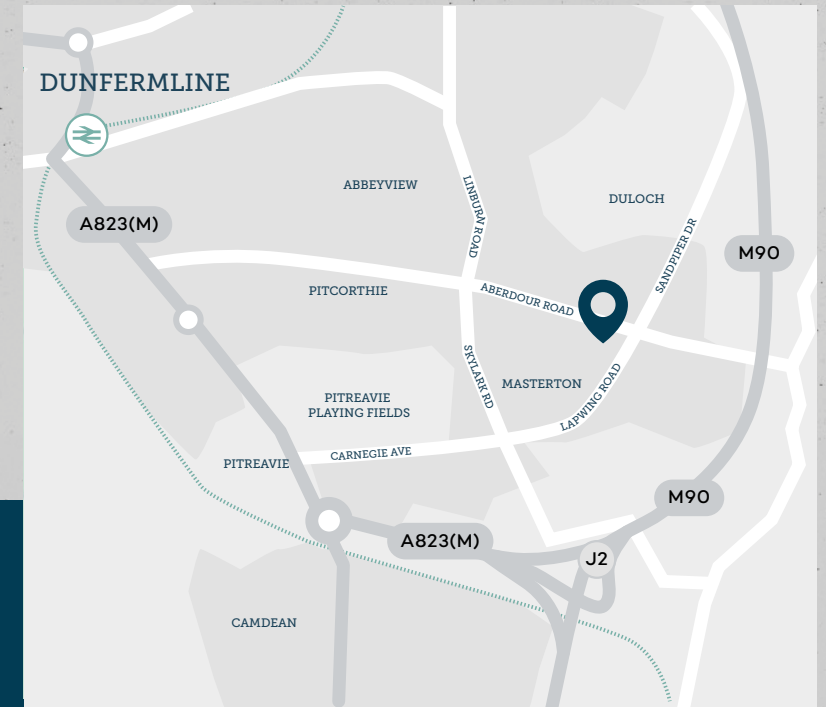 DUNFERMLINE
ABBEYVIEW
LINBURN ROAD
DULOCH
A823(M)
SANDPIPER DR
M90
PITCORTHIE
ABERDOUR ROAD
SKYLARK RD
MASTERTON
LAPWING ROAD
PITREAVIE
PLAYING FIELDS
CARNEGIE AVE
PITREAVIE
M90
A823(M)
J2
CAMDEAN